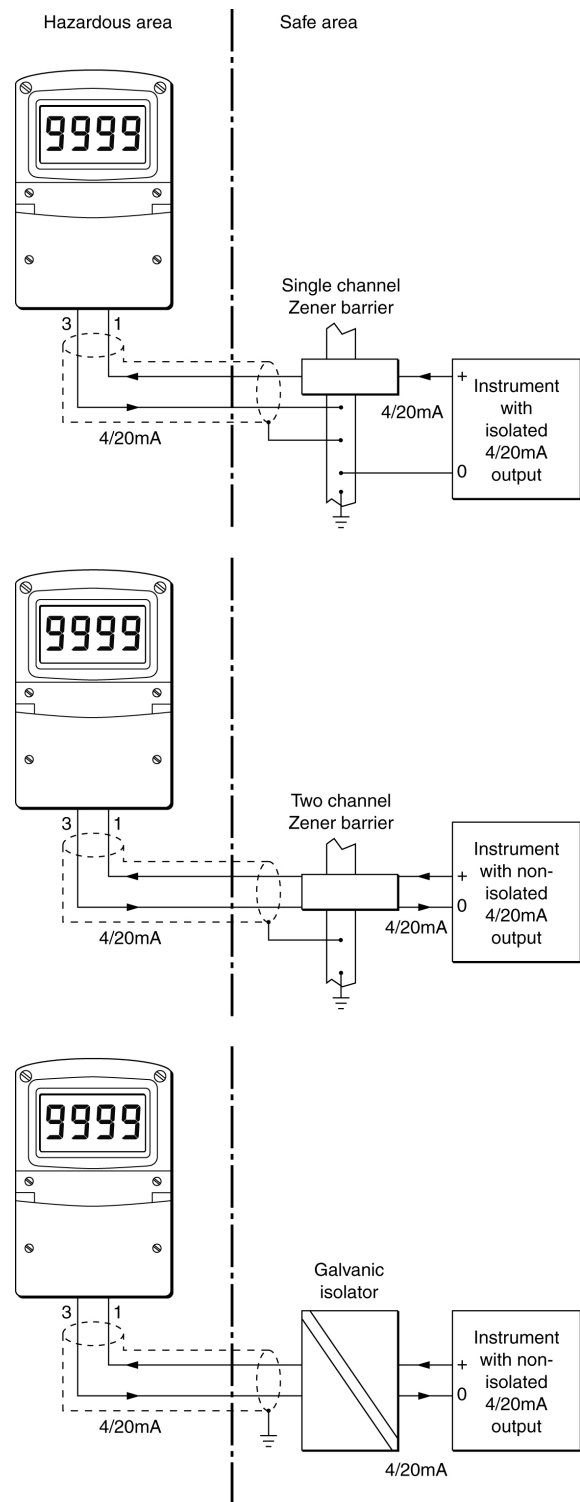 Hazardous area
Safe area
9999
Single channel
Zener barrier
3
1
4/20mA
4/20mA
+
0
Instrument
with
isolated
4/20mA
output
9999
Two channel
Zener barrier
3
1
4/20mA
4/20mA
+
0
Instrument
with non-
isolated
4/20mA
output
9999
Galvanic
isolator
3
1
4/20mA
4/20mA
+
0
Instrument
with non-
isolated
4/20mA
output